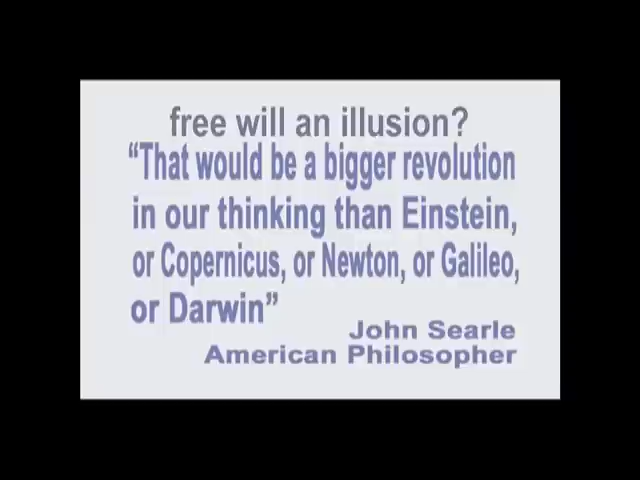 free will an illusion?
“That would be a bigger revolution
in our thinking than Einstein,
or Copernicus, or Newton, or Galileo,
or Darwin”
John Searle
American Philosopher